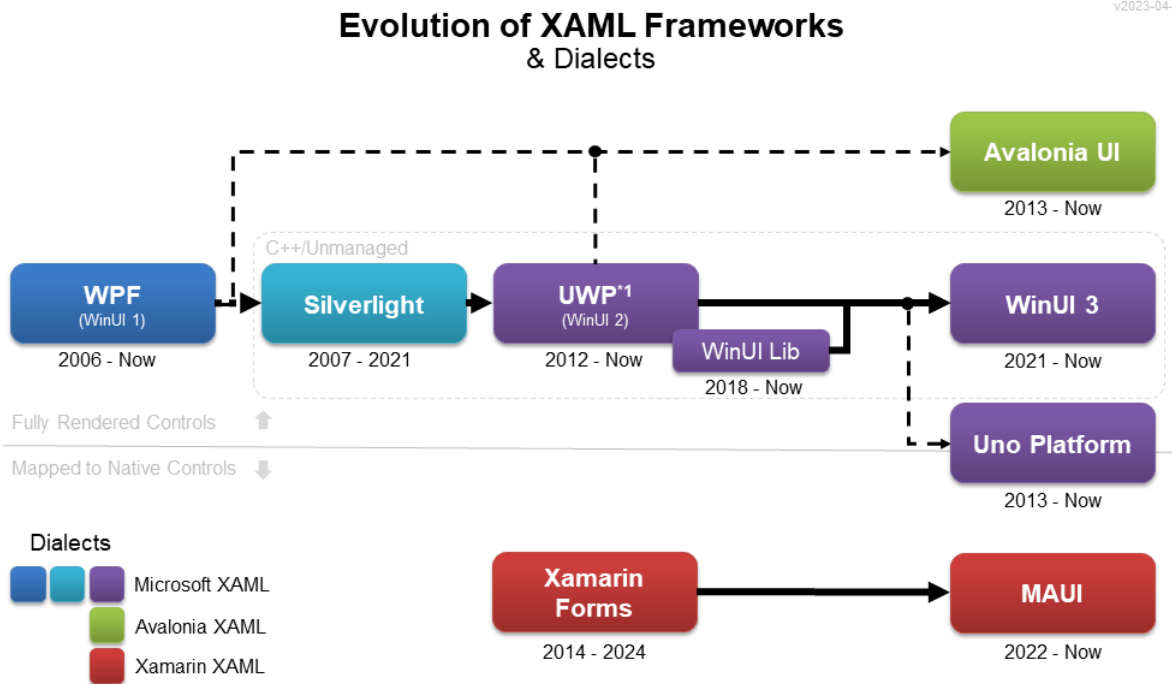 v2023-04-
Evolution of XAML Frameworks
& Dialects
Avalonia UI
2013 - Now
C++/Unmanaged
WPF
(WinUI 1)
2006 - Now
Silverlight
2007 - 2021
UWP*1
(WinUI 2)
2012 - Now
WinUI Lib
2018 - Now
WinUI 3
2021 - Now
Fully Rendered Controls
Mapped to Native Controls
Uno Platform
2013 - Now
Dialects
Microsoft XAML
Avalonia XAML
Xamarin XAML
Xamarin
Forms
2014 - 2024
MAUI
2022 - Now